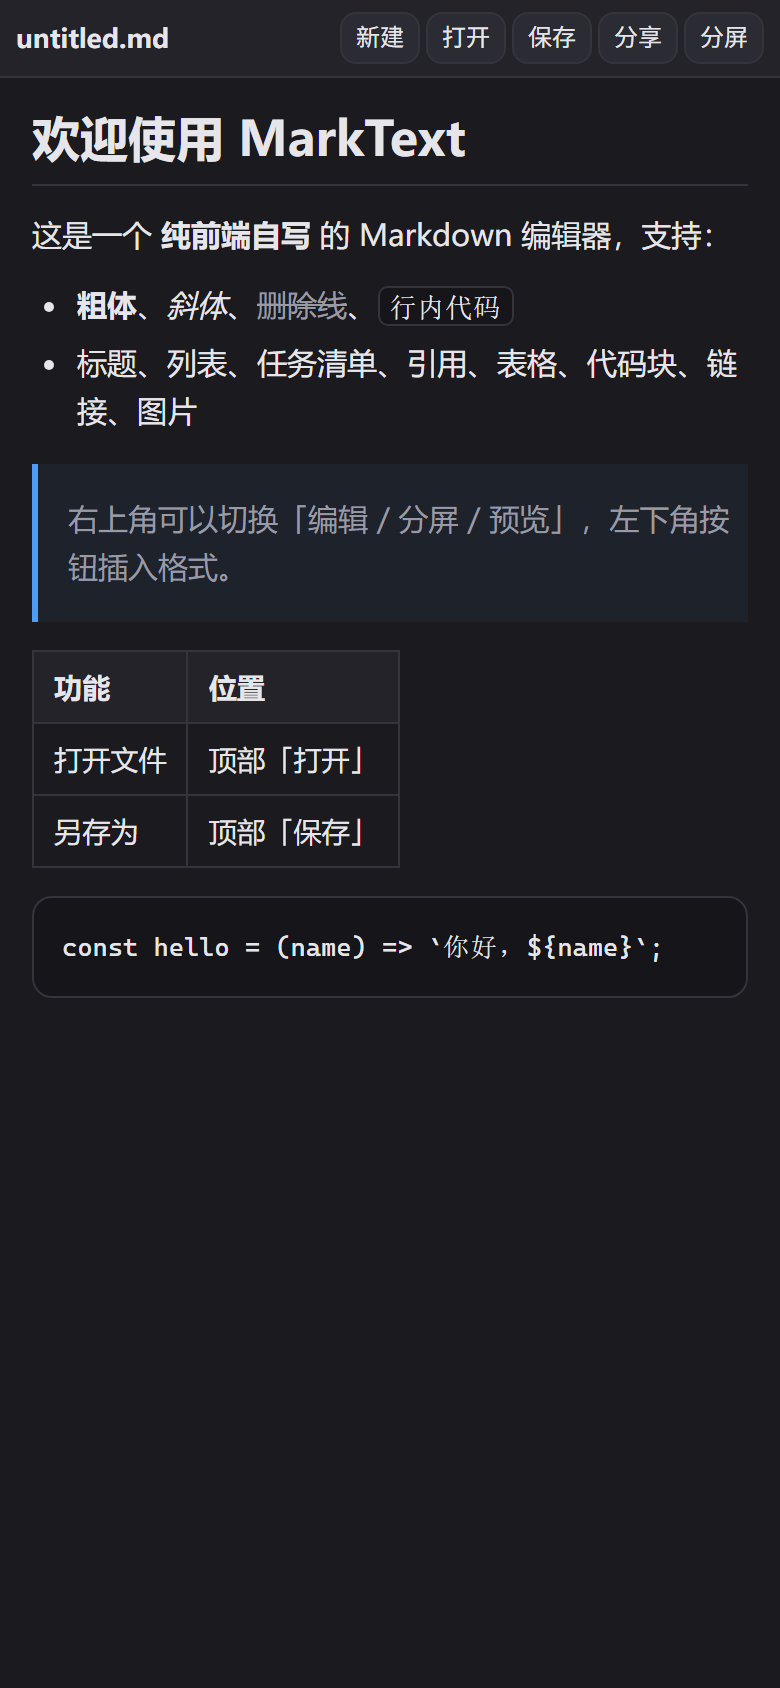 untitled.md 新建 打开 保存 分享 分屏
欢迎使用 MarkText
这是一个 纯前端自写 的 Markdown 编辑器，支持：
粗体、斜体、删除线、 行内代码
标题、列表、任务清单、引用、表格、代码块、链
接、图片
右上角可以切换「编辑 / 分屏 / 预览」，左下角按
钮插入格式。
功能 位置
打开文件 顶部「打开」
另存为 顶部「保存」
const hello = (name) => `你好，${name}`;